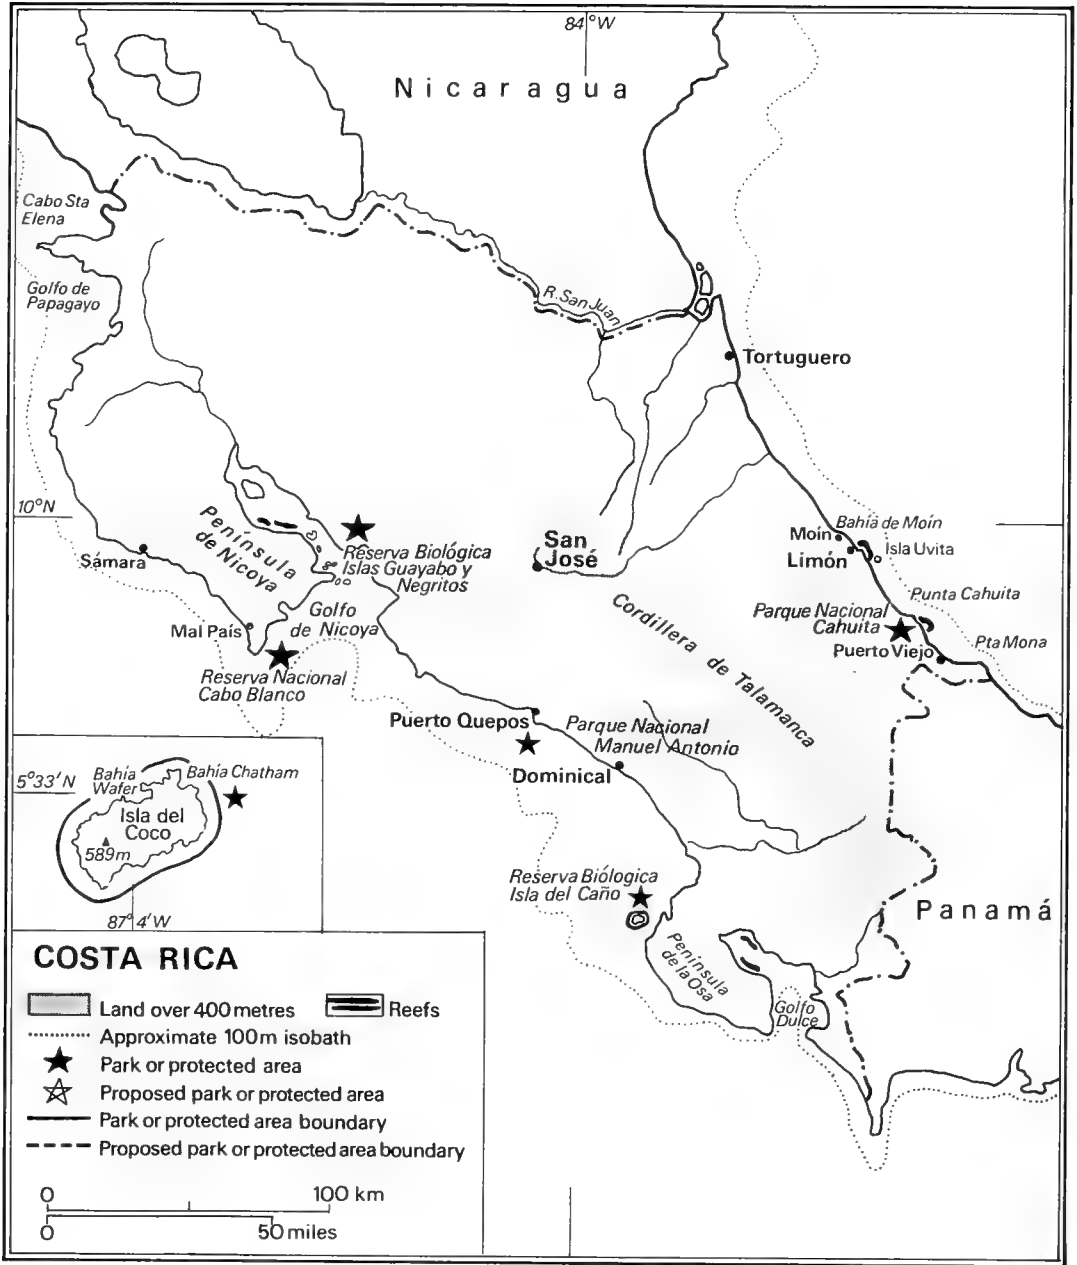 84°W
Nicaragua
Cabo Sta
Elena
Golfo de
Papagayo
R. San Juan
Tortuguero
10°N
Península
de Nicoya
Sámara
Reserva Biológica
Islas Guayabo y
Negritos
San
José
Bahía de Moín
Moín
Isla Uvita
Limón
Punta Cahuita
Parque Nacional
Cahuita
Pta Mona
Puerto Viejo
Cordillera de Talamanca
Golfo
de Nicoya
Mal País
Reserva Nacional
Cabo Blanco
Puerto Quepos
Parque Nacional
Manuel Antonio
Dominical
5°33'N
Bahía
Wafer
Bahía Chatham
Isla del
Coco
589m
87°4'W
Reserva Biólogica
Isla del Caño
Panamá
Península
de la Osa
Golfo
Dulce
COSTA RICA
Land over 400 metres
Reefs
Approximate 100m isobath
Park or protected area
Proposed park or protected area
Park or protected area boundary
Proposed park or protected area boundary
0 100 km
0 50 miles